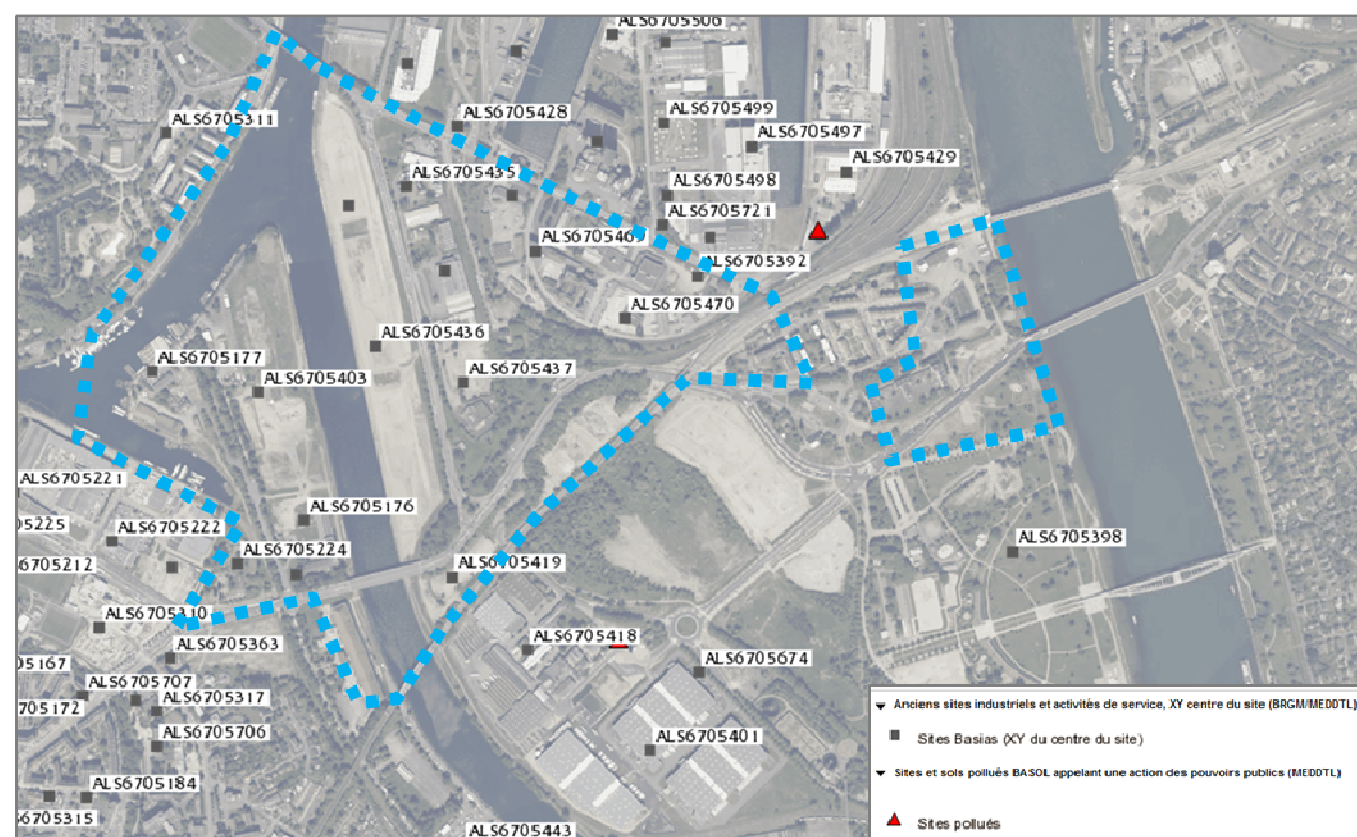 ALS6705506
ALS6705499
ALS6705428
ALS6705311
ALS6705497
ALS6705429
ALS6705435
ALS6705498
ALS6705721
ALS6705469
ALS6705392
ALS6705470
ALS6705436
ALS6705177
ALS6705437
ALS6705403
ALS6705221
ALS6705176
5225
ALS6705222
ALS6705398
ALS6705224
6705212
ALS6705419
ALS6705310
ALS6705363
ALS6705418
5167
ALS6705674
ALS6705707
ALS6705317
705172
ALS6705706
ALS6705401
ALS6705184
6705315
ALS6705443
Anciens sites industriels et activités de service, XY centre du site (BRGM/MEDDTL)
Sites Basias (XY du centre du site)
Sites et sols pollués BASOL appelant une action des pouvoirs publics (MEDDTL)
Sites pollués